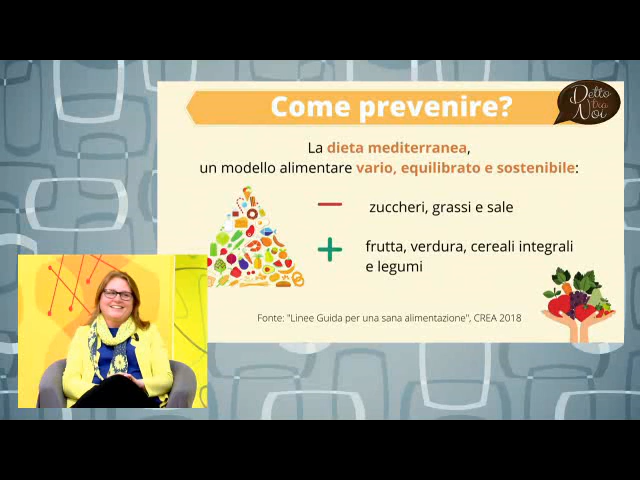 Come prevenire?
Detto
tra
Noi
La dieta mediterranea,
un modello alimentare vario, equilibrato e sostenibile:
zuccheri, grassi e sale
frutta, verdura, cereali integrali
e legumi
Fonte: "Linee Guida per una sana alimentazione", CREA 2018